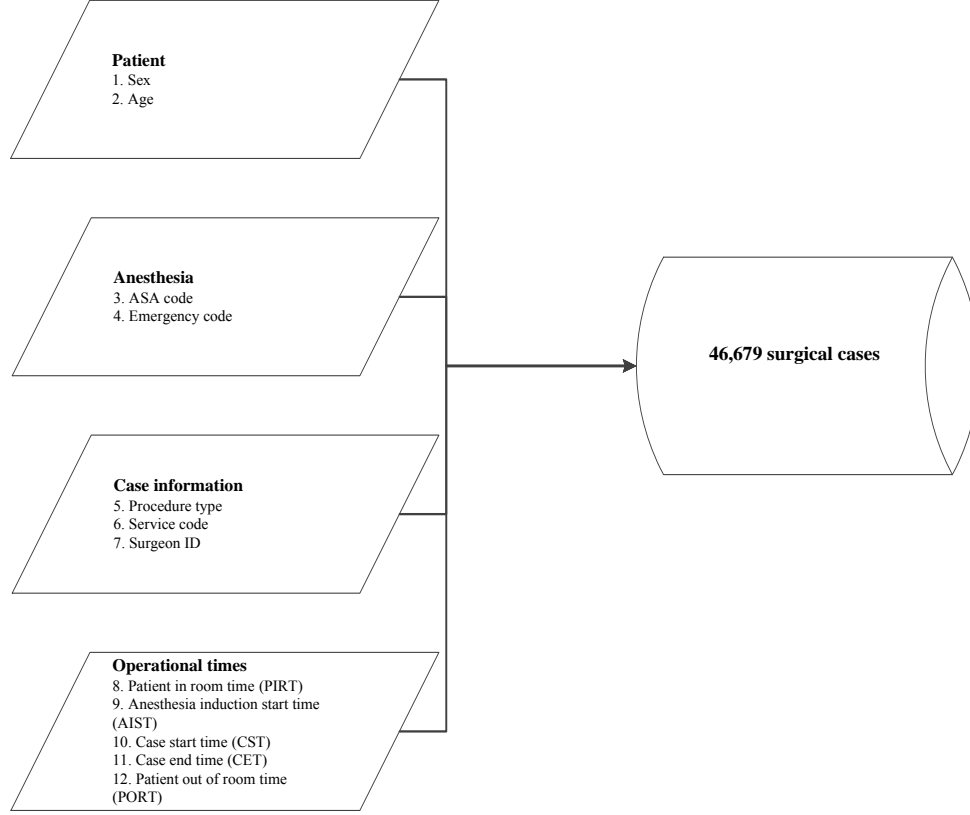 Patient
1. Sex
2. Age
Anesthesia
3. ASA code
4. Emergency code
Case information
5. Procedure type
6. Service code
7. Surgeon ID
Operational times
8. Patient in room time (PIRT)
9. Anesthesia induction start time
(AIST)
10. Case start time (CST)
11. Case end time (CET)
12. Patient out of room time
(PORT)
46,679 surgical cases